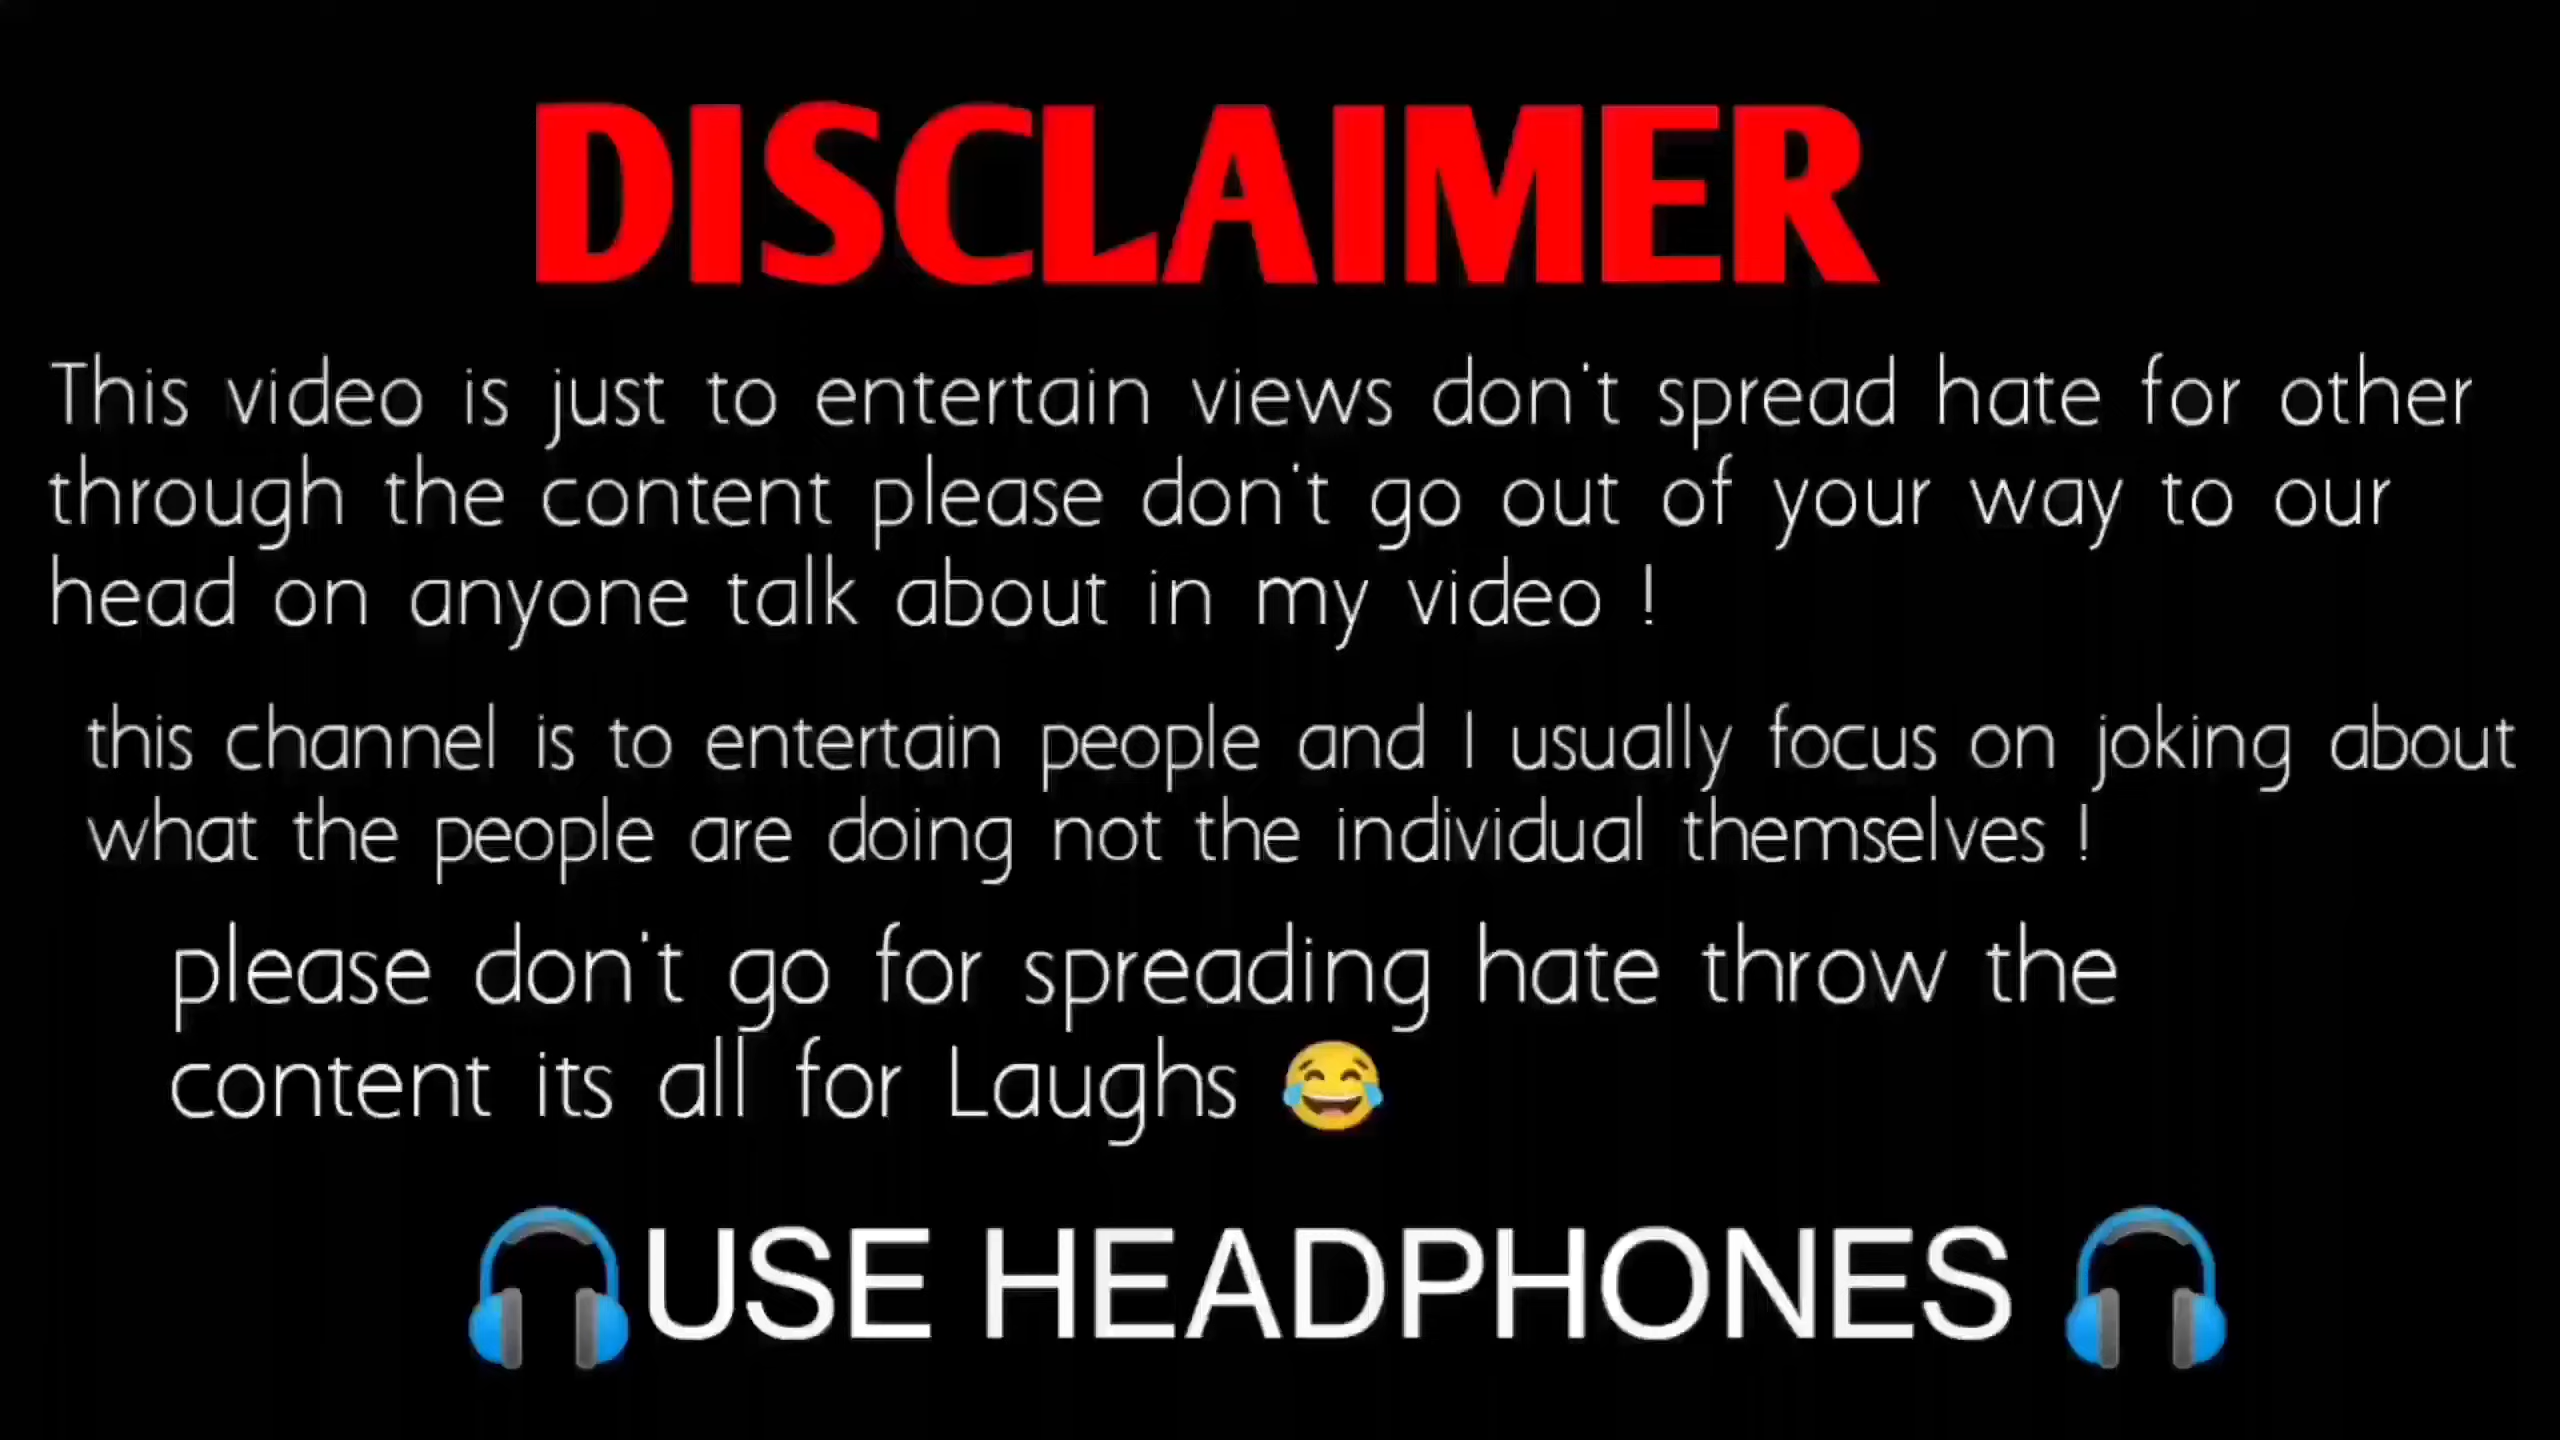 DISCLAIMER
This video is just to entertain views don't spread hate for other
through the content please don't go out of your way to our
head on anyone talk about in my video !
this channel is to entertain people and I usually focus on joking about
what the people are doing not the individual themselves !
please don't go for spreading hate throw the
content its all for Laughs 😂
🎧USE HEADPHONES 🎧